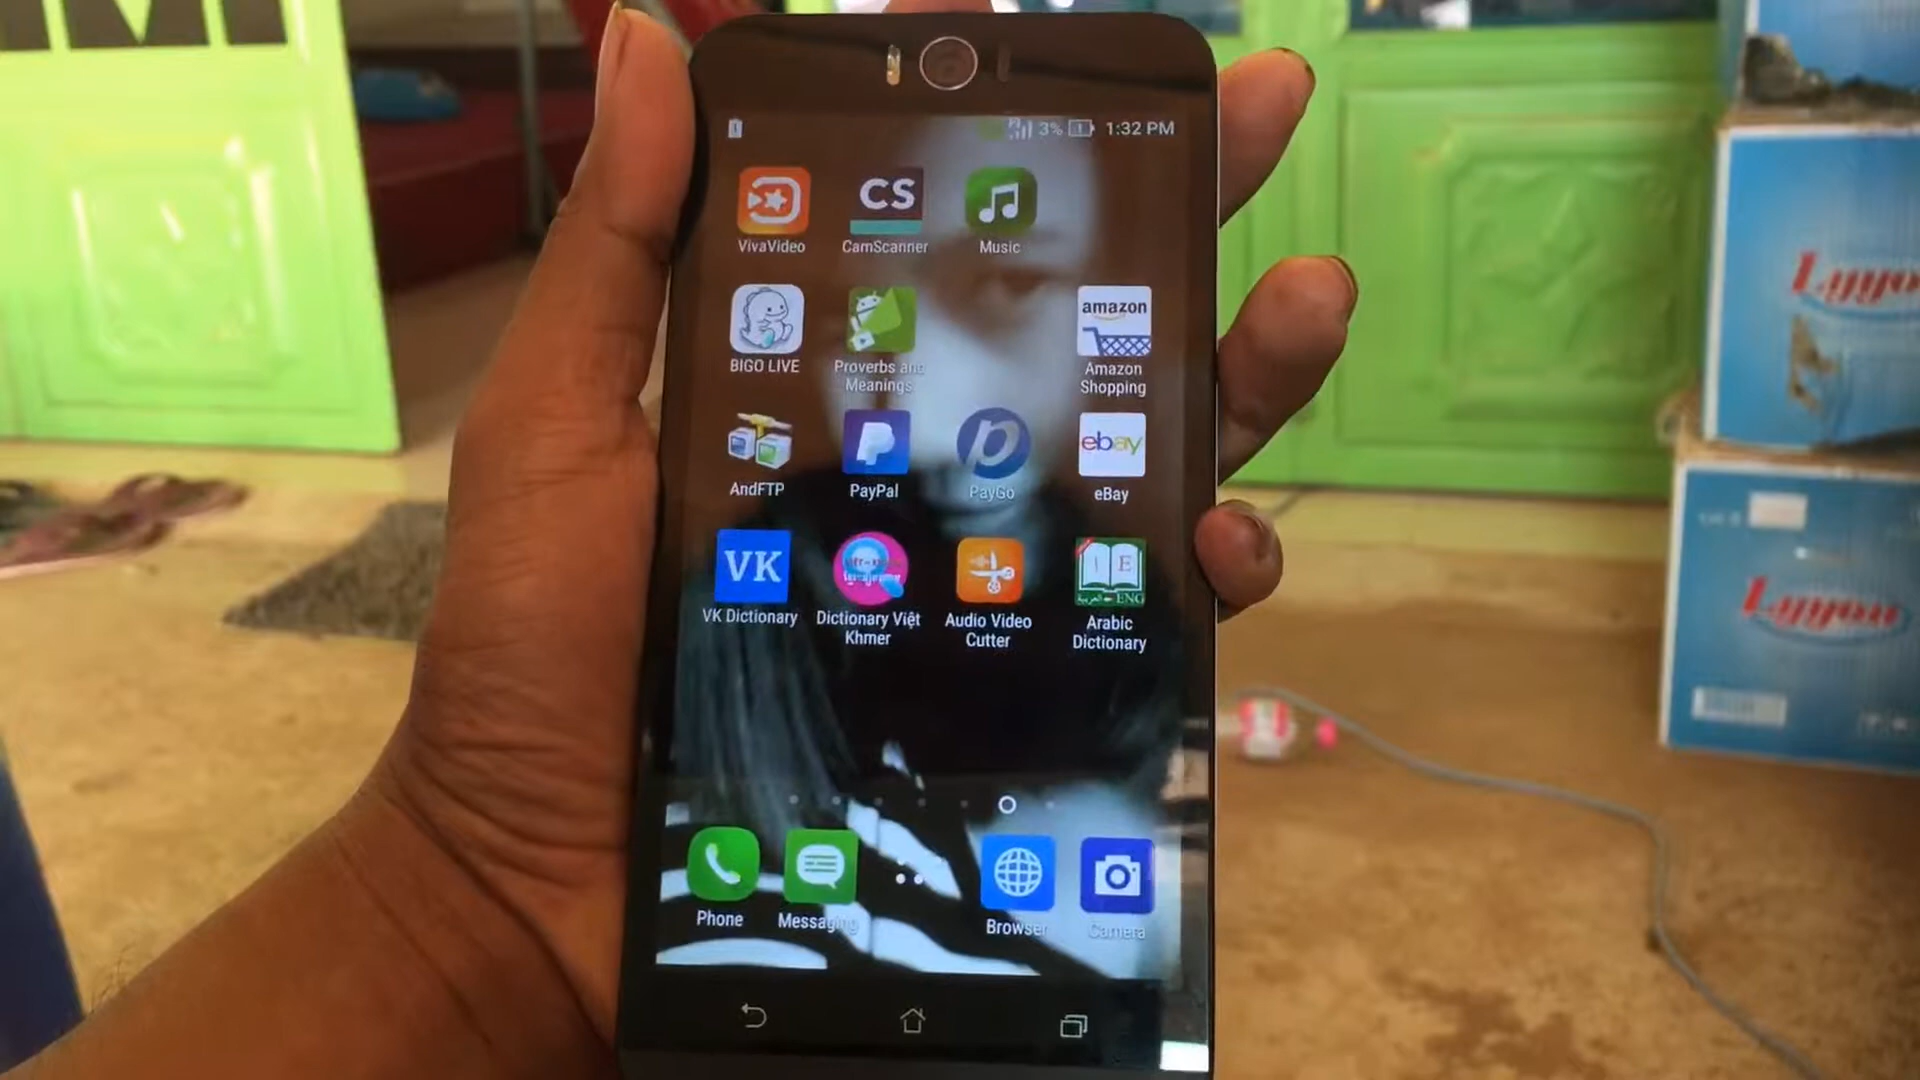 3% 1:32 PM
CS
VivaVideo
CamScanner
Music
amazon
BIGO LIVE
Proverbs and
Meanings
Amazon
Shopping
ebay
AndFTP
PayPal
PayGo
eBay
VK
E
ENG
VK Dictionary
Dictionary Việt
Khmer
Audio Video
Cutter
Arabic
Dictionary
Phone
Messaging
Browser
Camera